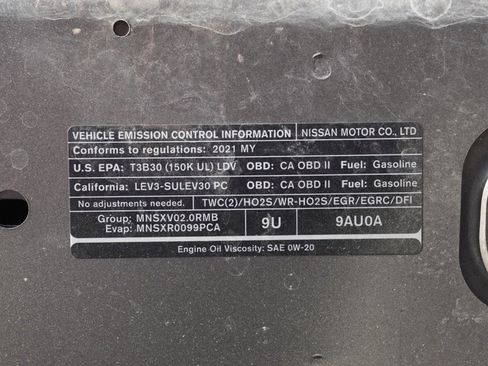 VEHICLE EMISSION CONTROL INFORMATION NISSAN MOTOR CO., LTD
Conforms to regulations: 2021 MY
U.S. EPA: T3B30 (150K UL) LDV OBD: CA OBD II Fuel: Gasoline
California: LEV3-SULEV30 PC OBD: CA OBD II Fuel: Gasoline
No adjustments needed. TWC(2)/HO2S/WR-HO2S/EGR/EGRC/DFI
Group: MNSXV02.0RMB
Evap: MNSXR0099PCA
9U 9AU0A
Engine Oil Viscosity: SAE 0W-20